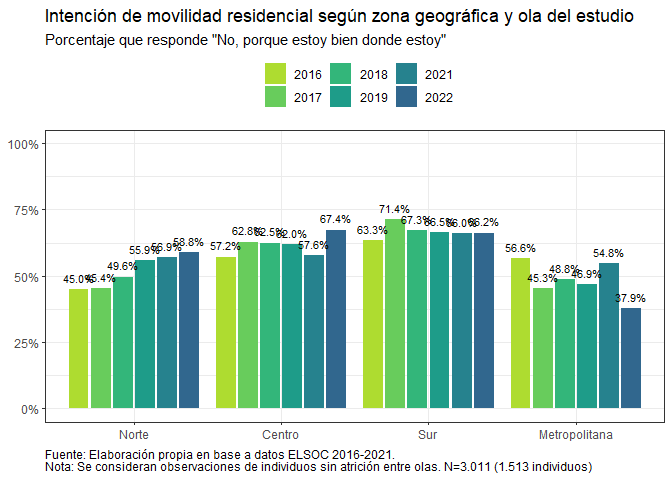 Intención de movilidad residencial según zona geográfica y ola del estudio
Porcentaje que responde "No, porque estoy bien donde estoy"
2016 2018 2021
2017 2019 2022
100%
75%
50%
25%
0%
45.0% 45.4% 49.6% 55.9% 56.9% 58.8%
57.2% 62.8% 62.5% 62.0% 57.6% 67.4%
63.3% 71.4% 67.3% 66.5% 66.0% 66.2%
56.6% 45.3% 48.8% 46.9% 54.8% 37.9%
Norte Centro Sur Metropolitana
Fuente: Elaboración propia en base a datos ELSOC 2016-2021.
Nota: Se consideran observaciones de individuos sin atrición entre olas. N=3.011 (1.513 individuos)